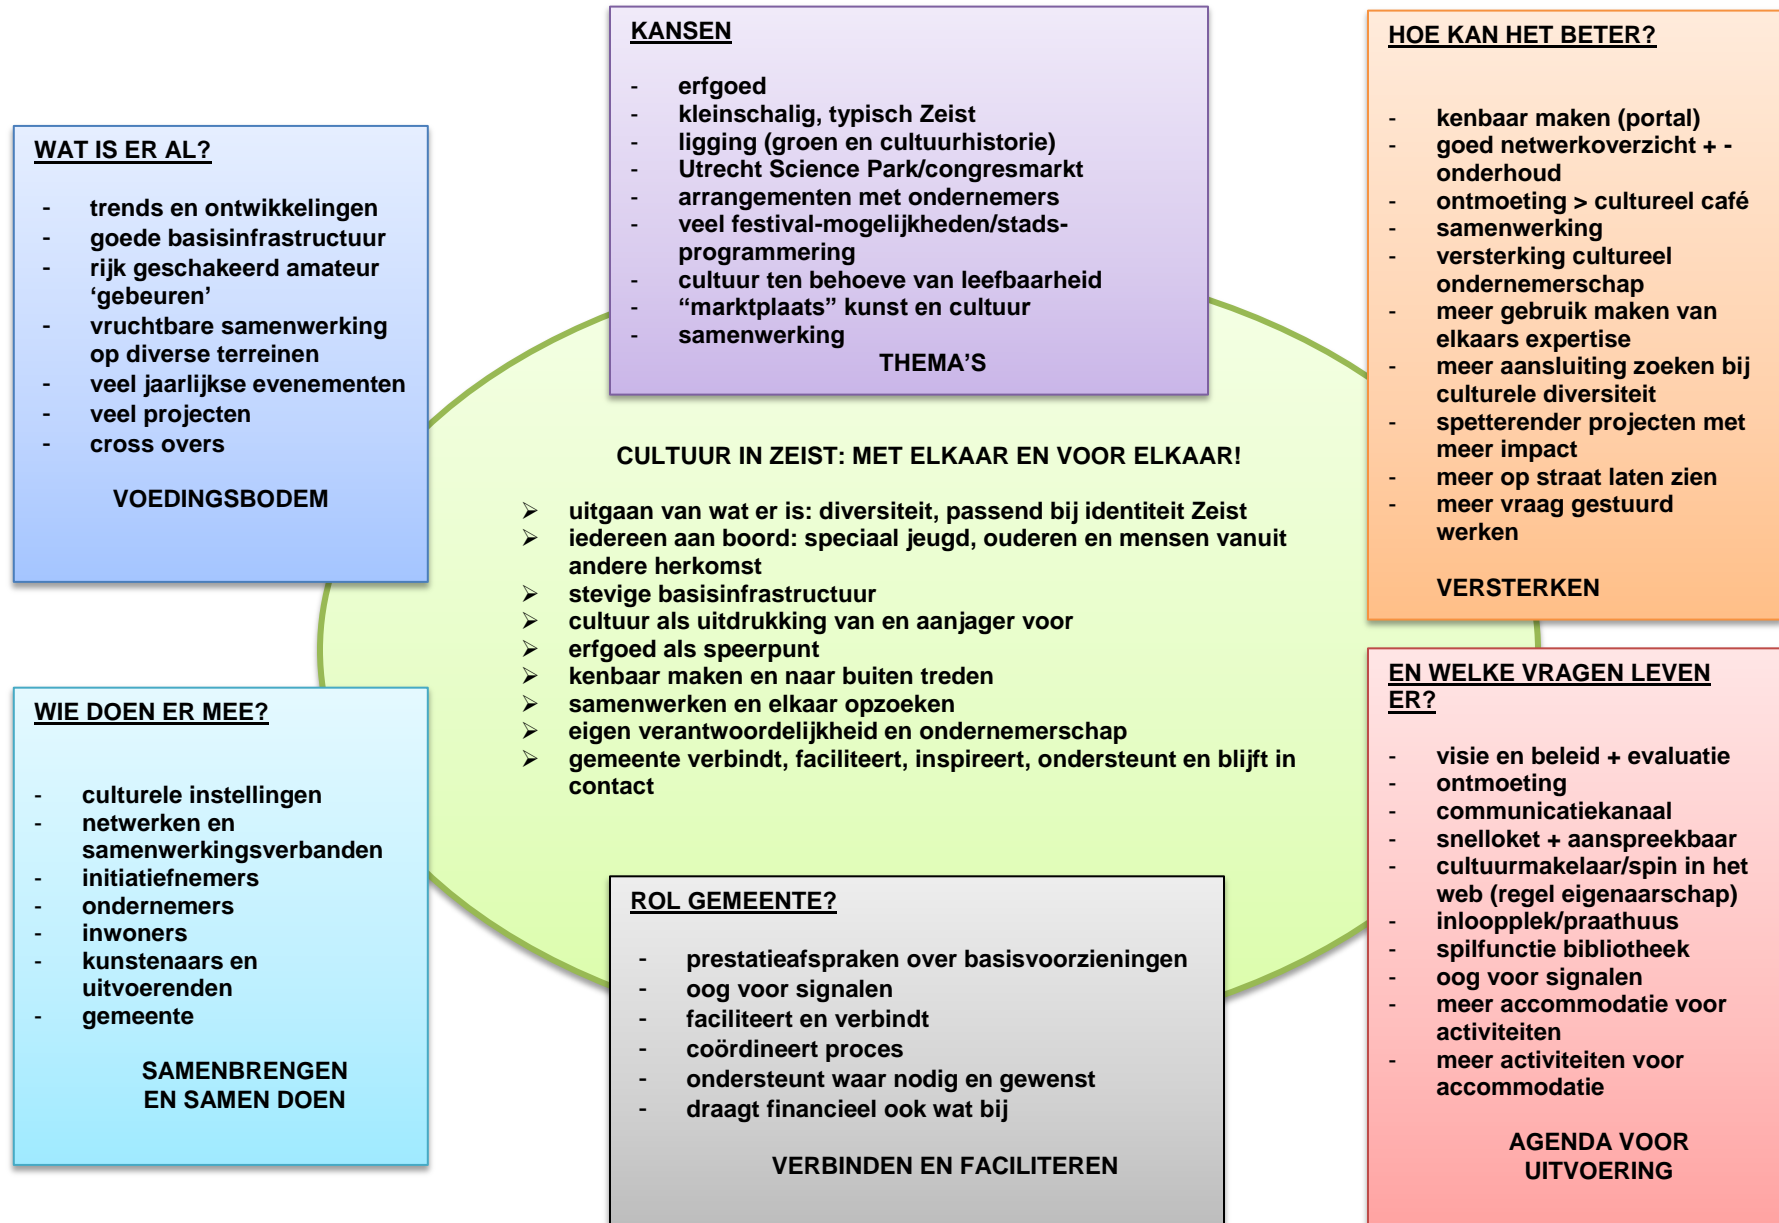 WAT IS ER AL?
- trends en ontwikkelingen
- goede basisinfrastructuur
- rijk geschakeerd amateur
‘gebeuren’
- vruchtbare samenwerking
op diverse terreinen
- veel jaarlijkse evenementen
- veel projecten
- cross overs
VOEDINGSBODEM
KANSEN
- erfgoed
- kleinschalig, typisch Zeist
- ligging (groen en cultuurhistorie)
- Utrecht Science Park/congresmarkt
- arrangementen met ondernemers
- veel festival-mogelijkheden/stads-
programmering
- cultuur ten behoeve van leefbaarheid
- “marktplaats” kunst en cultuur
- samenwerking
THEMA’S
HOE KAN HET BETER?
- kenbaar maken (portal)
- goed netwerkoverzicht + -
onderhoud
- ontmoeting > cultureel café
- samenwerking
- versterking cultureel
ondernemerschap
- meer gebruik maken van
elkaars expertise
- meer aansluiting zoeken bij
culturele diversiteit
- spetterender projecten met
meer impact
- meer op straat laten zien
- meer vraag gestuurd
werken
VERSTERKEN
CULTUUR IN ZEIST: MET ELKAAR EN VOOR ELKAAR!
➢ uitgaan van wat er is: diversiteit, passend bij identiteit Zeist
➢ iedereen aan boord: speciaal jeugd, ouderen en mensen vanuit
andere herkomst
➢ stevige basisinfrastructuur
➢ cultuur als uitdrukking van en aanjager voor
➢ erfgoed als speerpunt
➢ kenbaar maken en naar buiten treden
➢ samenwerken en elkaar opzoeken
➢ eigen verantwoordelijkheid en ondernemerschap
➢ gemeente verbindt, faciliteert, inspireert, ondersteunt en blijft in
contact
WIE DOEN ER MEE?
- culturele instellingen
- netwerken en
samenwerkingsverbanden
- initiatiefnemers
- ondernemers
- inwoners
- kunstenaars en
uitvoerenden
- gemeente
SAMENBRENGEN
EN SAMEN DOEN
ROL GEMEENTE?
- prestatieafspraken over basisvoorzieningen
- oog voor signalen
- faciliteert en verbindt
- coördineert proces
- ondersteunt waar nodig en gewenst
- draagt financieel ook wat bij
VERBINDEN EN FACILITEREN
EN WELKE VRAGEN LEVEN
ER?
- visie en beleid + evaluatie
- ontmoeting
- communicatiekanaal
- snelloket + aanspreekbaar
- cultuurmakelaar/spin in het
web (regel eigenaarschap)
- inloopplek/praathuus
- spilfunctie bibliotheek
- oog voor signalen
- meer accommodatie voor
activiteiten
- meer activiteiten voor
accommodatie
AGENDA VOOR
UITVOERING